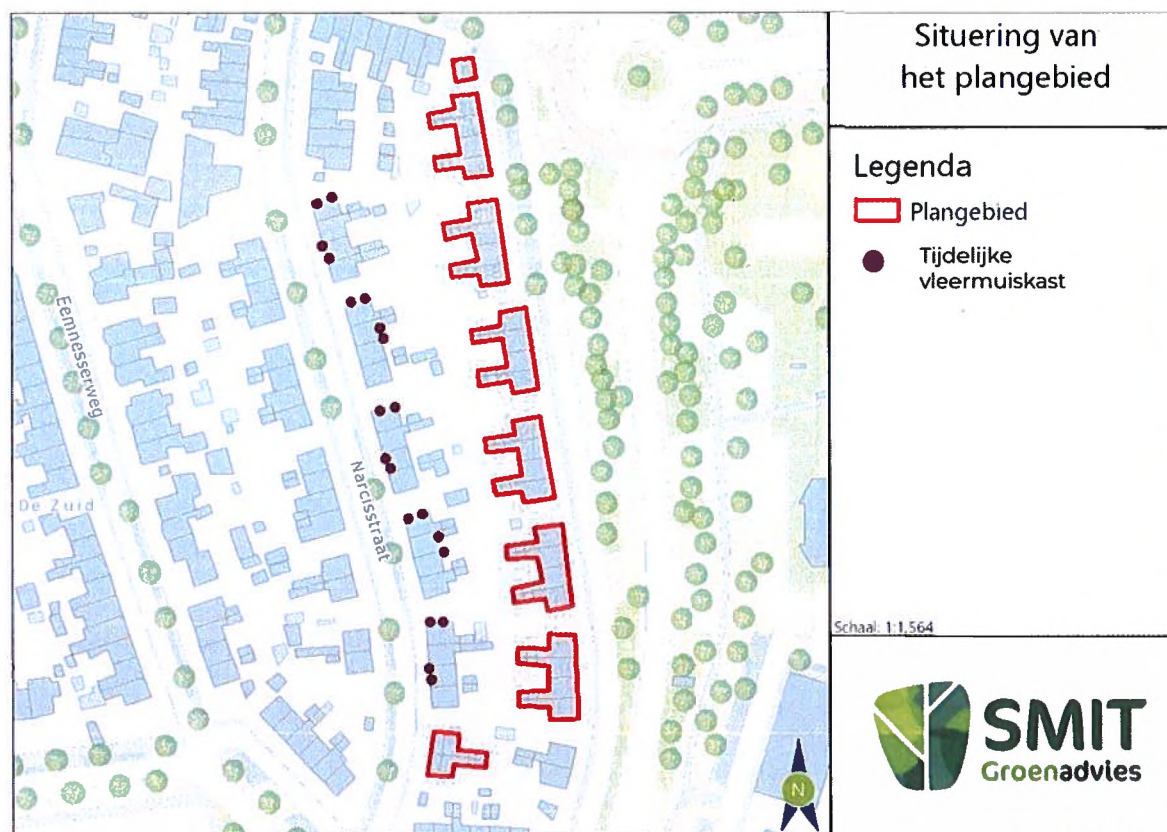 Situering van
het plangebied
Legenda
Plangebied
Tijdelijke
vleermuiskast
Eemnesserweg
Narcisstraat
De Zuid
Schaal: 1:1,564
N
SMIT
Groenadvies